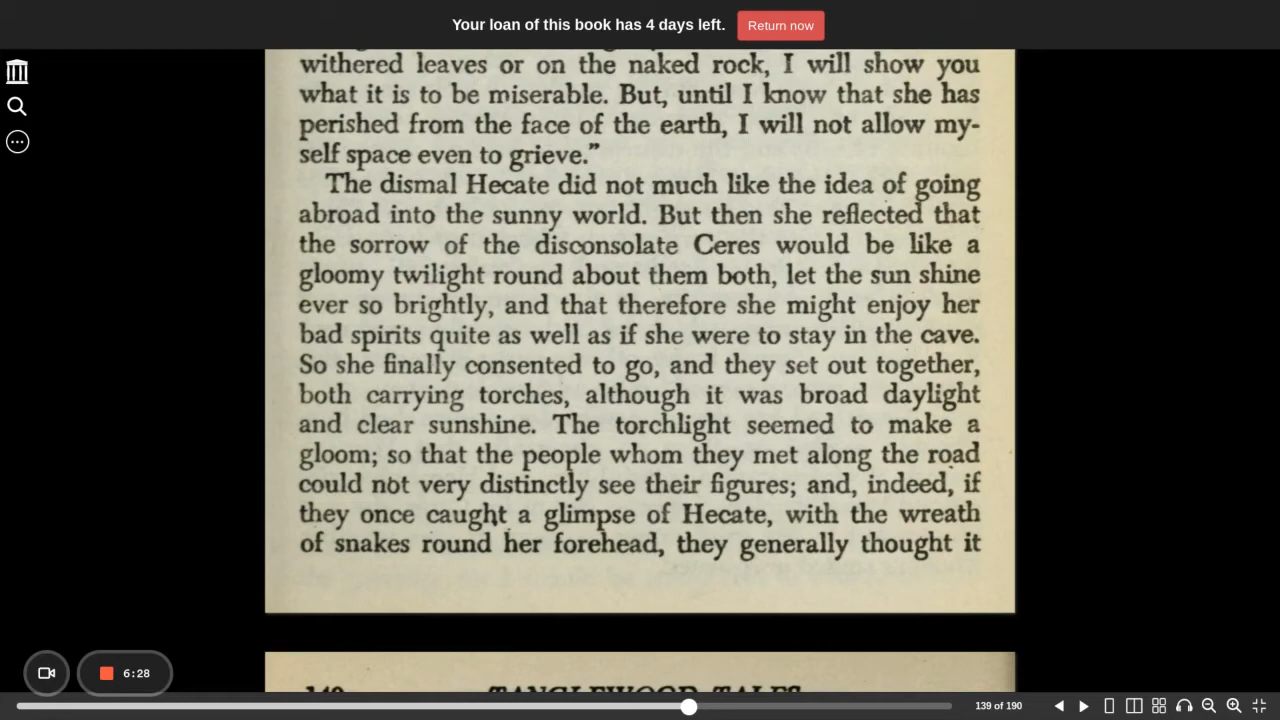 Your loan of this book has 4 days left. Return now
withered leaves or on the naked rock, I will show you
what it is to be miserable. But, until I know that she has
perished from the face of the earth, I will not allow my-
self space even to grieve."
The dismal Hecate did not much like the idea of going
abroad into the sunny world. But then she reflected that
the sorrow of the disconsolate Ceres would be like a
gloomy twilight round about them both, let the sun shine
ever so brightly, and that therefore she might enjoy her
bad spirits quite as well as if she were to stay in the cave.
So she finally consented to go, and they set out together,
both carrying torches, although it was broad daylight
and clear sunshine. The torchlight seemed to make a
gloom; so that the people whom they met along the road
could not very distinctly see their figures; and, indeed, if
they once caught a glimpse of Hecate, with the wreath
of snakes round her forehead, they generally thought it
6:28
140 TANGLEWOOD TALES
139 of 190